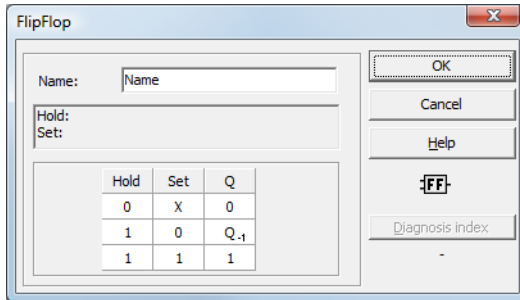 FlipFlop
Name: Name
Hold:
Set:
Hold Set Q
0 X 0
1 0 Q-1
1 1 1
OK
Cancel
Help
FF
Diagnosis index
-